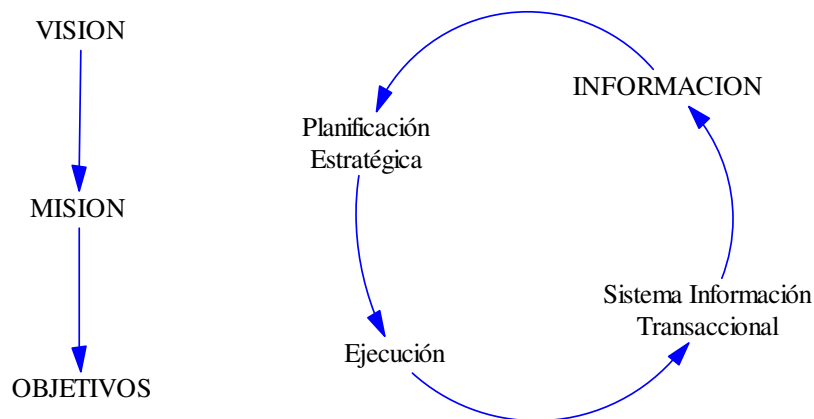 VISION
MISION
OBJETIVOS
INFORMACION
Planificación
Estratégica
Ejecución
Sistema Información
Transaccional